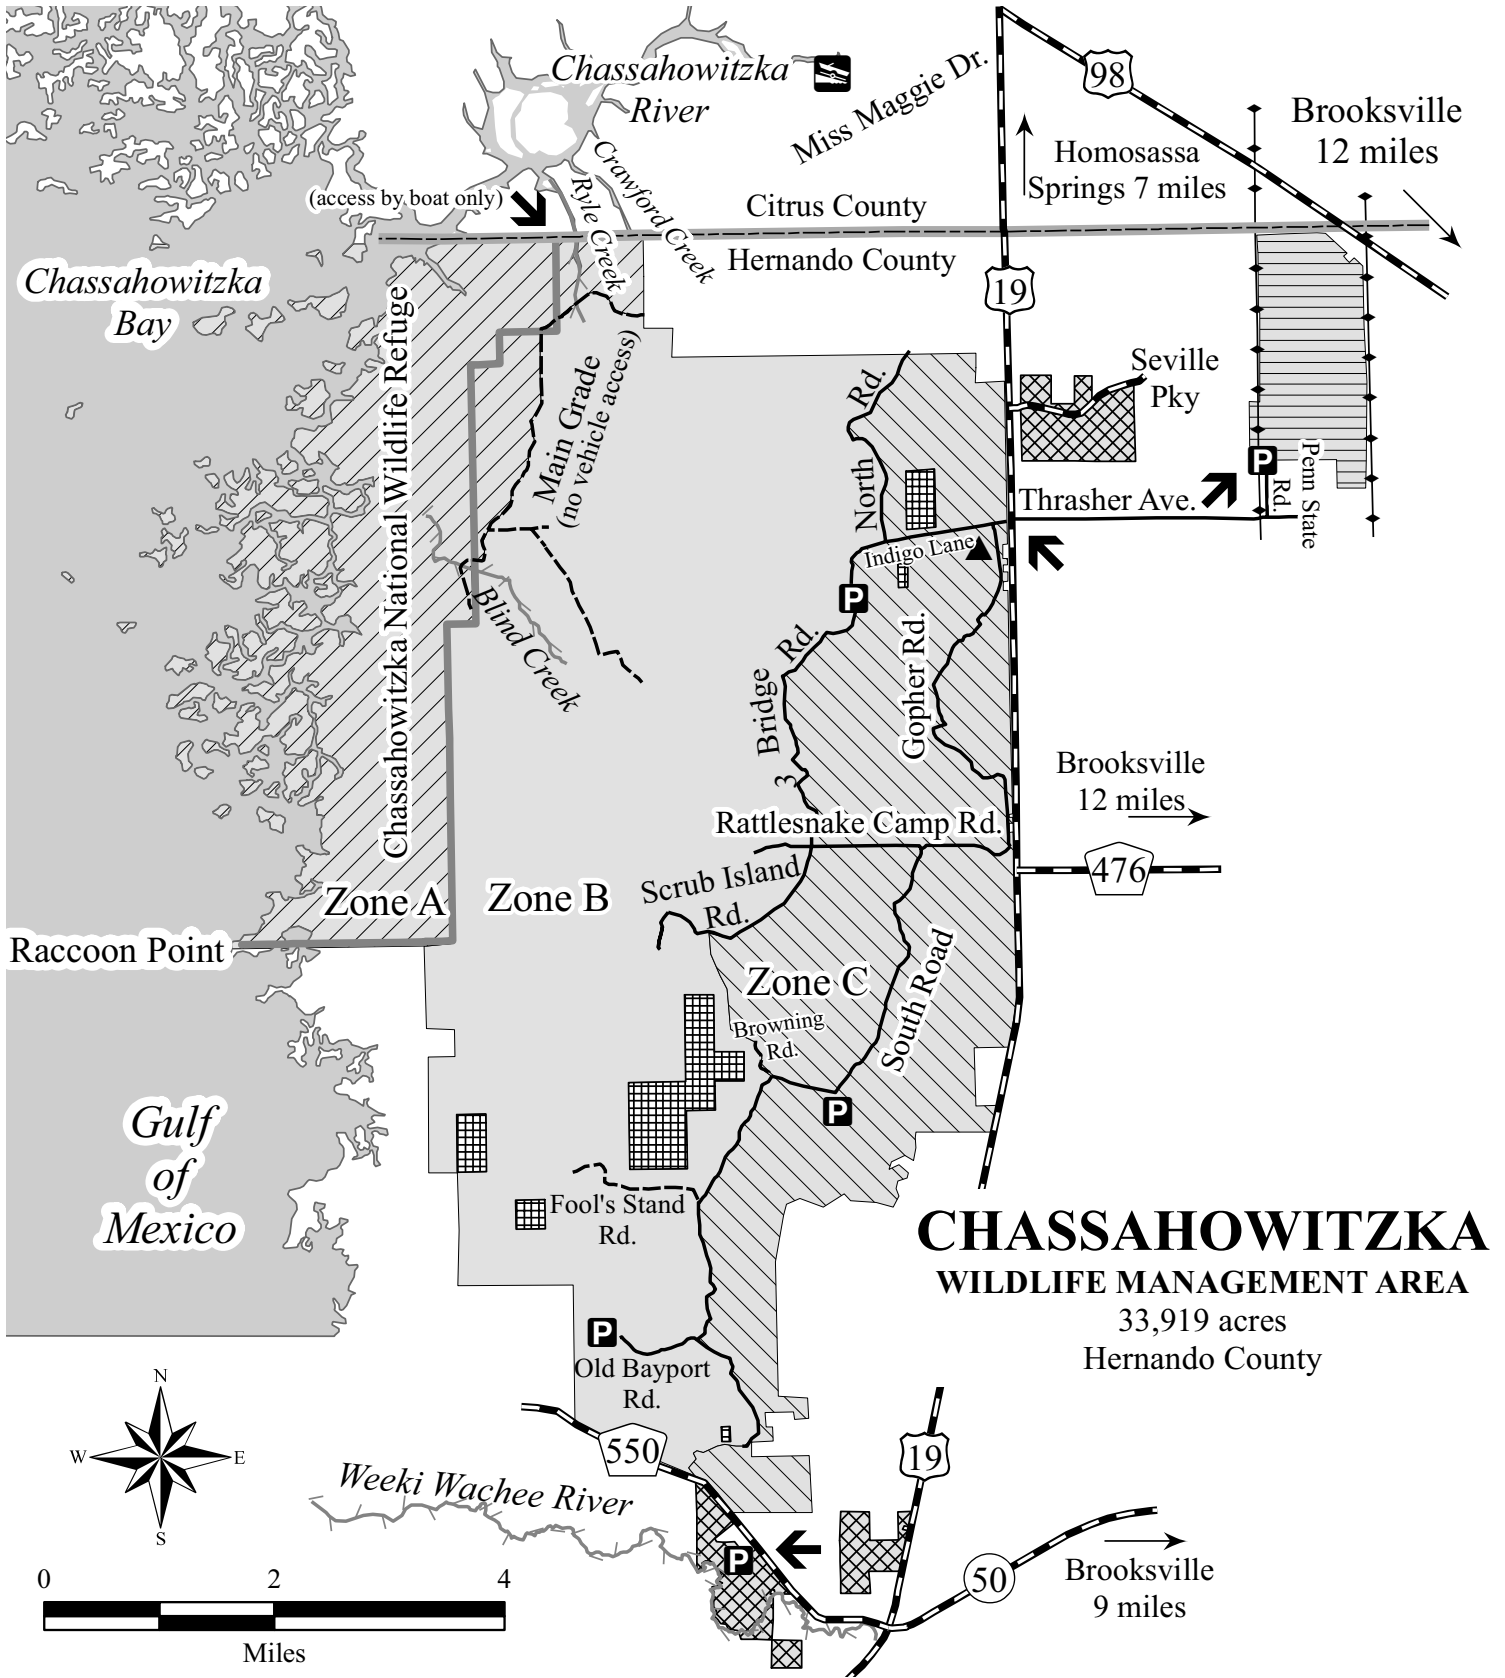 Chassahowitzka
River
Miss Maggie Dr.
98
Brooksville
12 miles
Homosassa
Springs 7 miles
(access by boat only)
Crawford Creek
Ryle Creek
Citrus County
Hernando County
Chassahowitzka
Bay
19
Chassahowitzka National Wildlife Refuge
Main Grade
(no vehicle access)
North Rd.
Seville
Pky
P
Penn State
Rd.
Thrasher Ave.
Indigo Lane
P
Blind Creek
Gopher Rd.
3 Bridge Rd.
Brooksville
12 miles
Rattlesnake Camp Rd.
476
Scrub Island
Rd.
Zone A
Zone B
Raccoon Point
Zone C
South Road
Browning
Rd.
P
Gulf
of
Mexico
Fool's Stand
Rd.
CHASSAHOWITZKA
WILDLIFE MANAGEMENT AREA
33,919 acres
Hernando County
P
Old Bayport
Rd.
N
W
E
S
550
19
Weeki Wachee River
P
50
Brooksville
9 miles
0 2 4
Miles